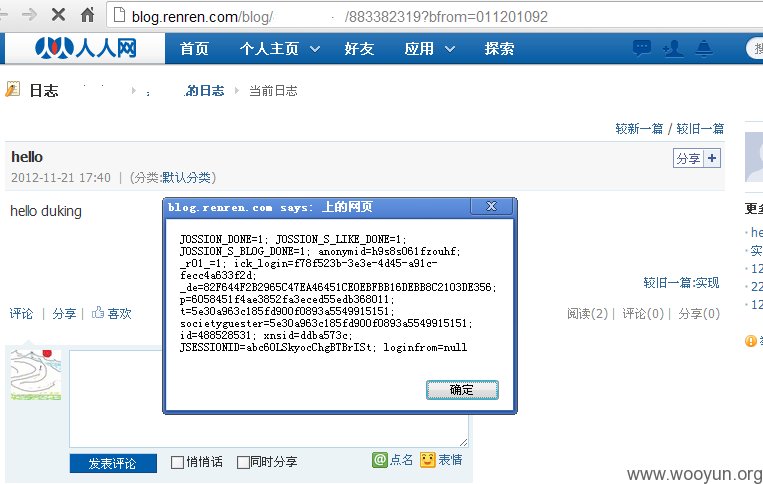 blog.renren.com/blog/ /883382319?bfrom=011201092
人人网 首页 个人主页 好友 应用 探索
日志 的日志 当前日志
较新一篇 / 较旧一篇
hello
分享 +
2012-11-21 17:40 | (分类:默认分类)
hello duking
blog.renren.com says: 上的网页
JOSSION_DONE=1; JOSSION_S_LIKE_DONE=1;
JOSSION_S_BLOG_DONE=1; anonymid=h9s8s061fzouhf;
_r01_=1; ick_login=f78f523b-3e3e-4d45-a91c-
fecc4a633f2d;
_de=82F644F2B2965C47EA46451CE0EBFBB16DEBB8C2103DE356;
p=6058451f4ae3852fa3eced55edb368011;
t=5e30a963c185fd900f0893a5549915151;
societyguester=5e30a963c185fd900f0893a5549915151;
id=488528531; xnsid=ddba573c;
JSESSIONID=abc6OLSkyocChgBTBrISt; loginfrom=null
确定
较旧一篇:实现
评论 | 分享 | 喜欢
阅读(2) | 评论(0) | 分享(0)
发表评论 悄悄话 同时分享 @点名 表情
更多
he
实
12
22
12
www.wooyun.org